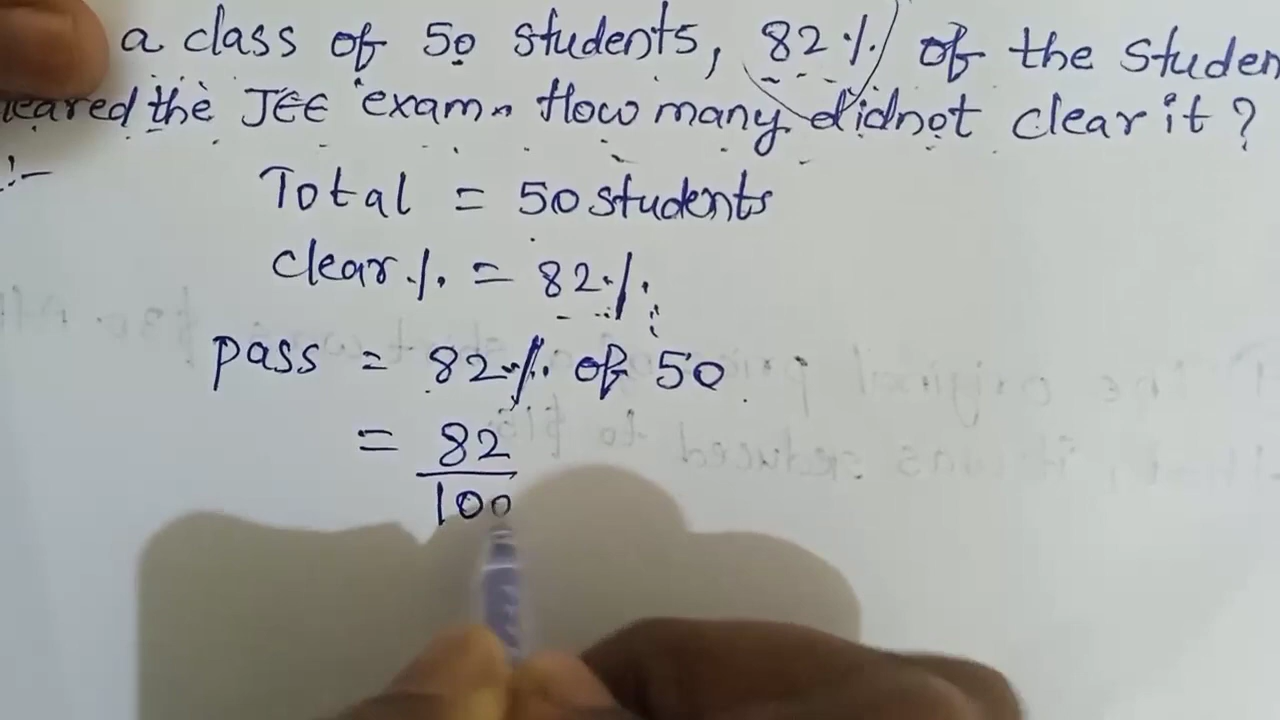 a class of 50 students, 82% of the studen
leared the JEE exam. How many didnot clear it?
:-
Total = 50 students
clear% = 82%
pass = 82% of 50
= 82
100